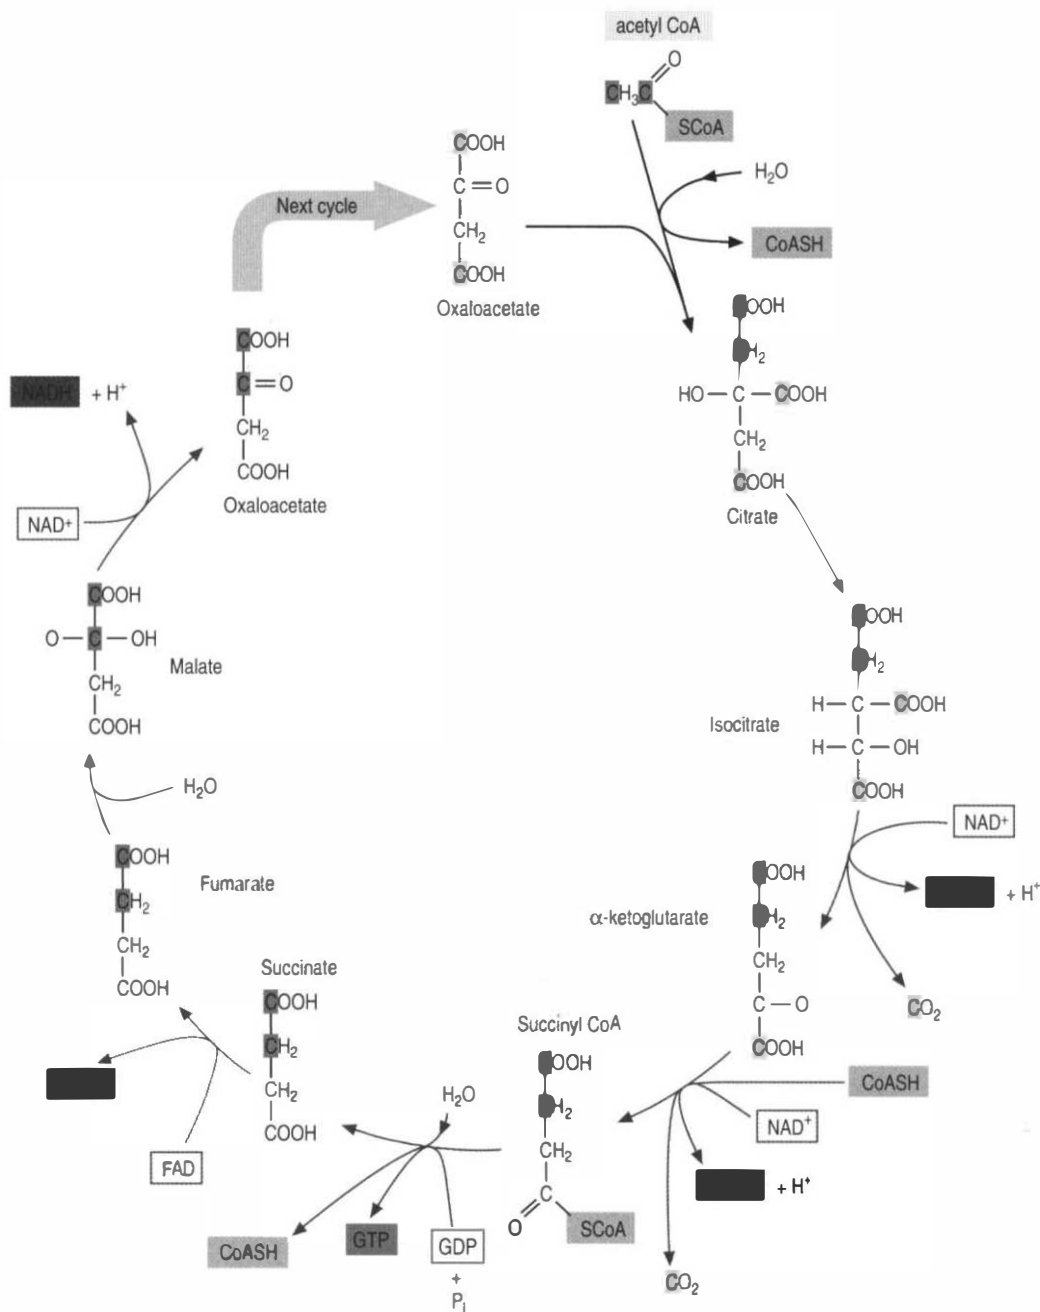 acetyl CoA
O
CH₃C
SCoA
H₂O
CoASH
COOH
C=O
CH₂
COOH
Oxaloacetate
Next cycle
OOH
H₂
HO — C — COOH
CH₂
COOH
Citrate
OOH
H₂
H — C — COOH
H — C — OH
COOH
Isocitrate
NAD⁺
+ H⁺
CO₂
OOH
H₂
CH₂
C — O
COOH
α-ketoglutarate
CoASH
NAD⁺
+ H⁺
CO₂
Succinyl CoA
OOH
H₂
CH₂
C
O
SCoA
H₂O
GDP
+
Pᵢ
GTP
CoASH
Succinate
COOH
CH₂
CH₂
COOH
FAD
Fumarate
COOH
CH₂
CH₂
COOH
H₂O
COOH
O — C — OH
CH₂
COOH
Malate
NAD⁺
NADH + H⁺
COOH
C=O
CH₂
COOH
Oxaloacetate